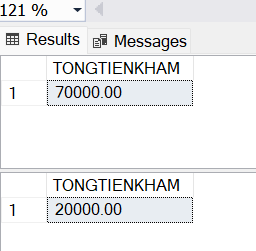 121 %
Results Messages
TONGTIENKHAM
1 70000.00
TONGTIENKHAM
1 20000.00